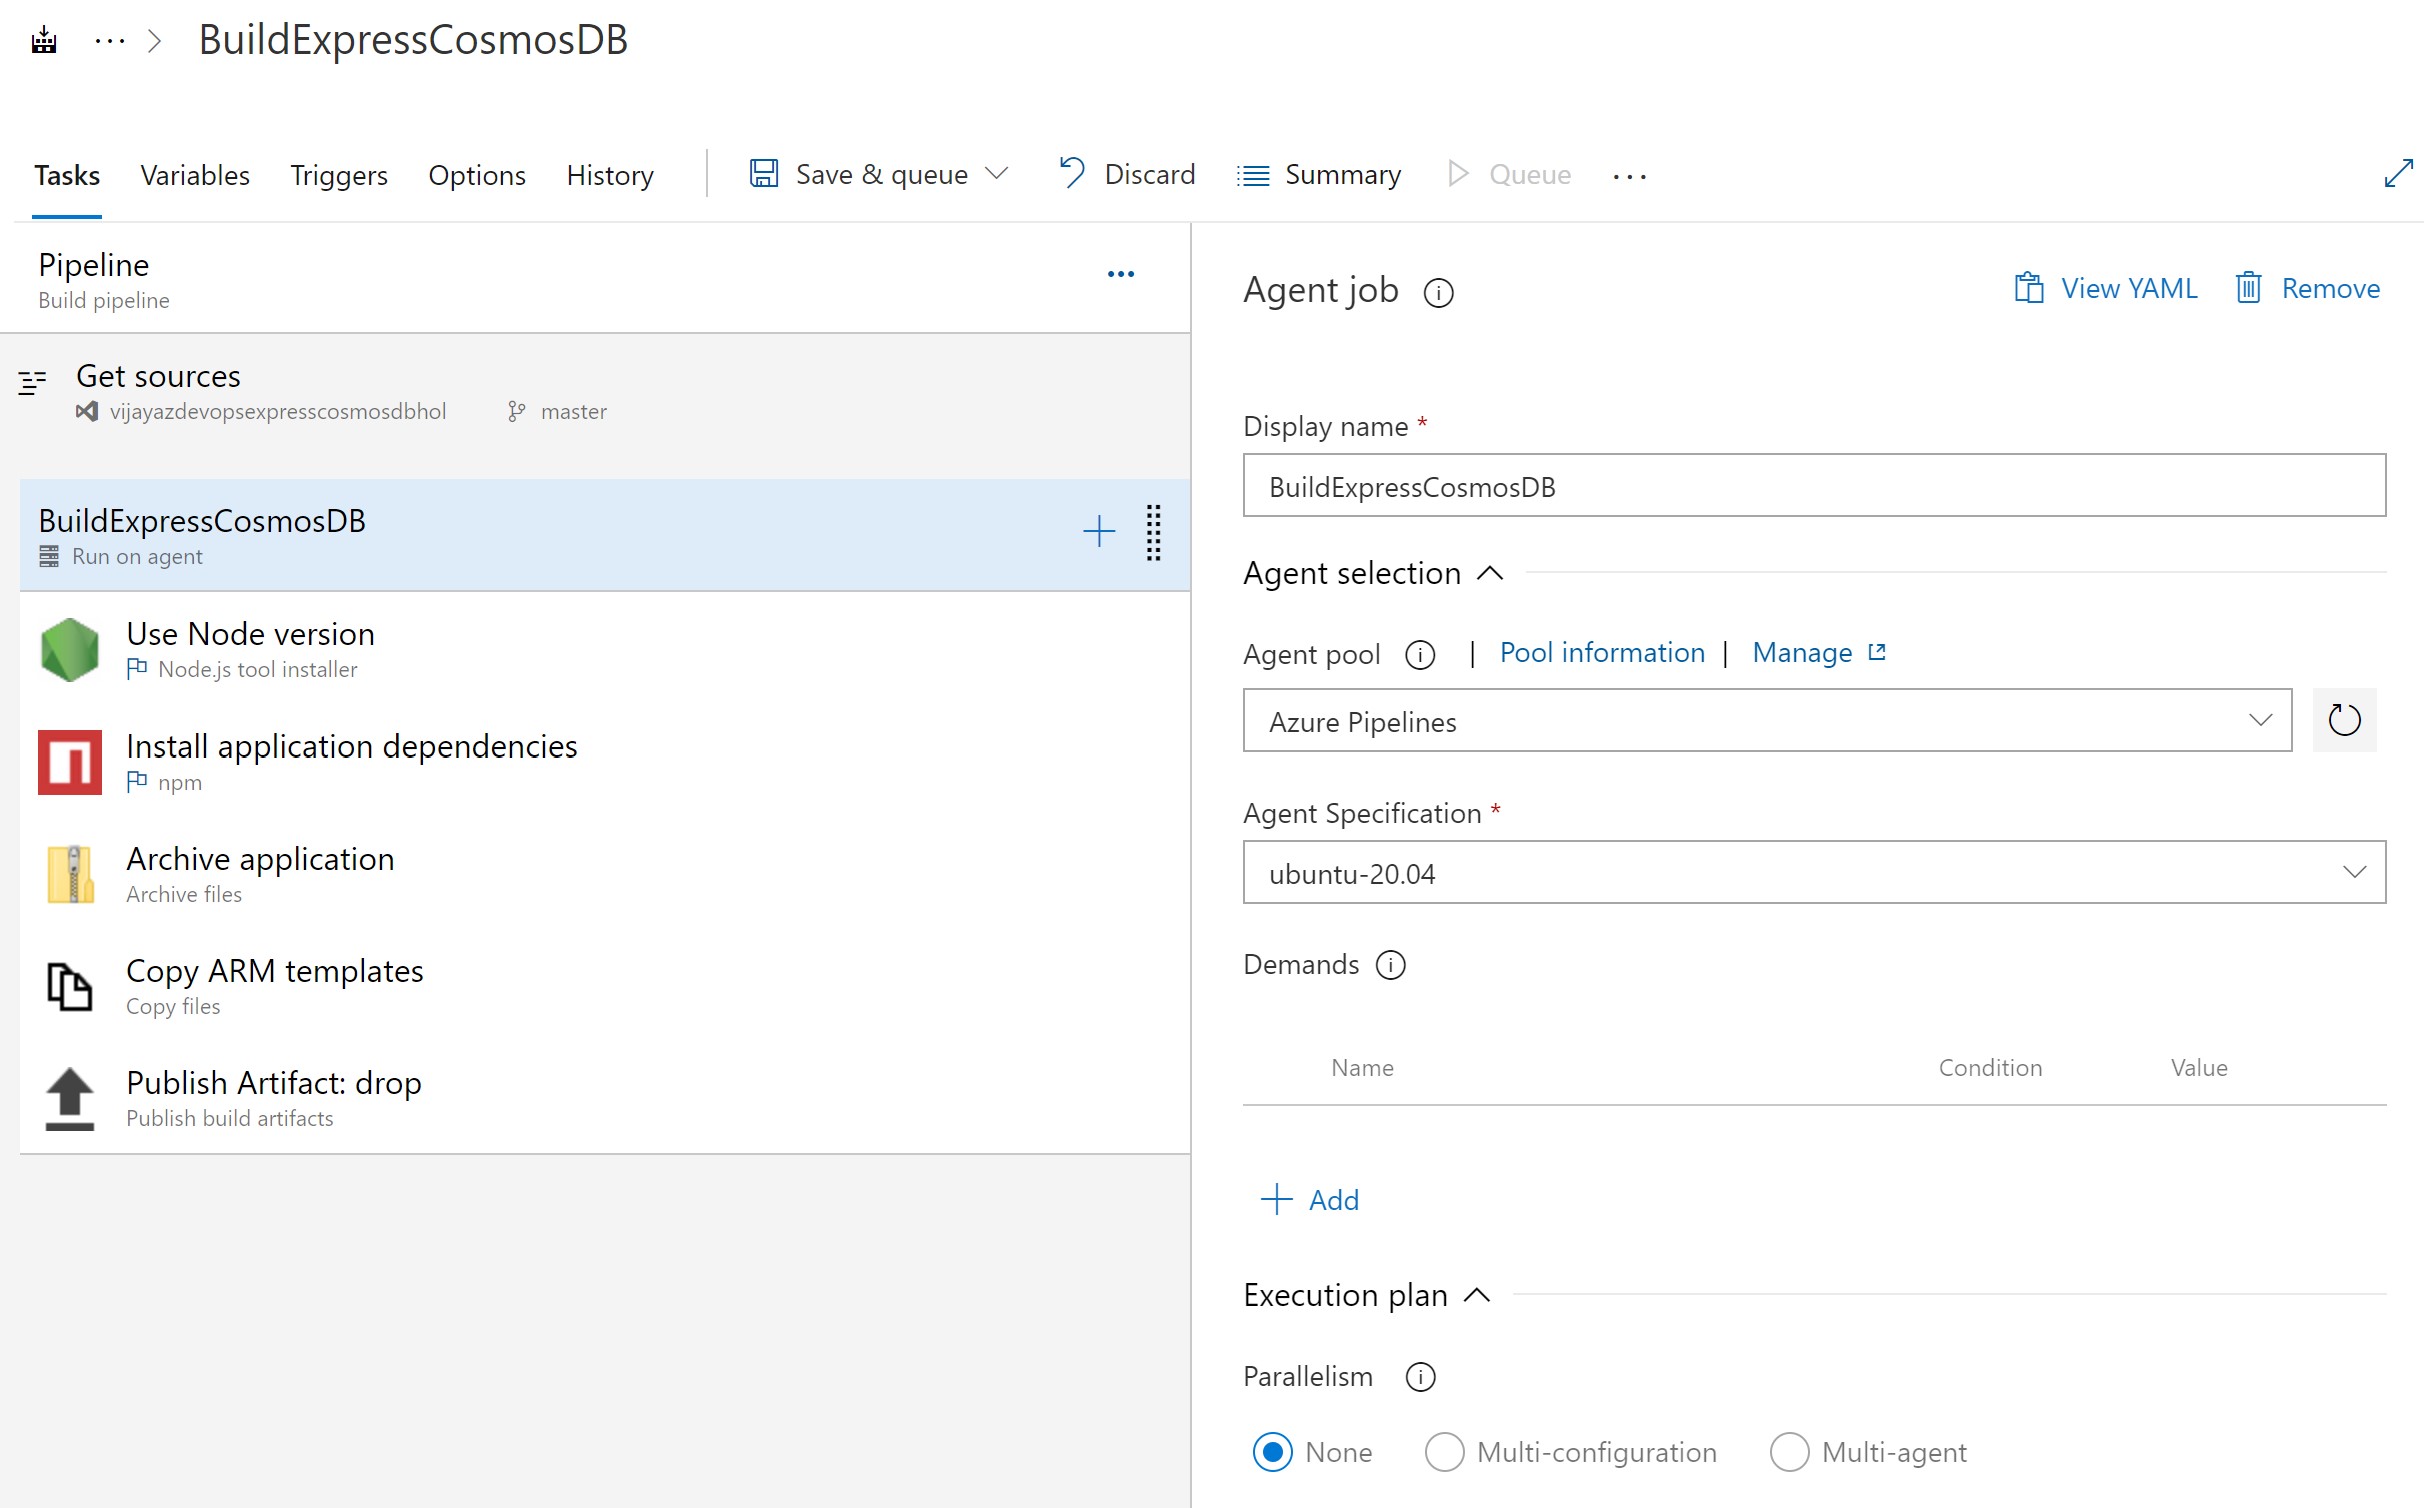 BuildExpressCosmosDB
Tasks Variables Triggers Options History Save & queue Discard Summary Queue
Pipeline
Build pipeline
Get sources
vijayazdevopsexpresscosmosdbhol master
BuildExpressCosmosDB
Run on agent
Use Node version
Node.js tool installer
Install application dependencies
npm
Archive application
Archive files
Copy ARM templates
Copy files
Publish Artifact: drop
Publish build artifacts
Agent job View YAML Remove
Display name *
BuildExpressCosmosDB
Agent selection
Agent pool | Pool information | Manage
Azure Pipelines
Agent Specification *
ubuntu-20.04
Demands
Name Condition Value
Add
Execution plan
Parallelism
None Multi-configuration Multi-agent